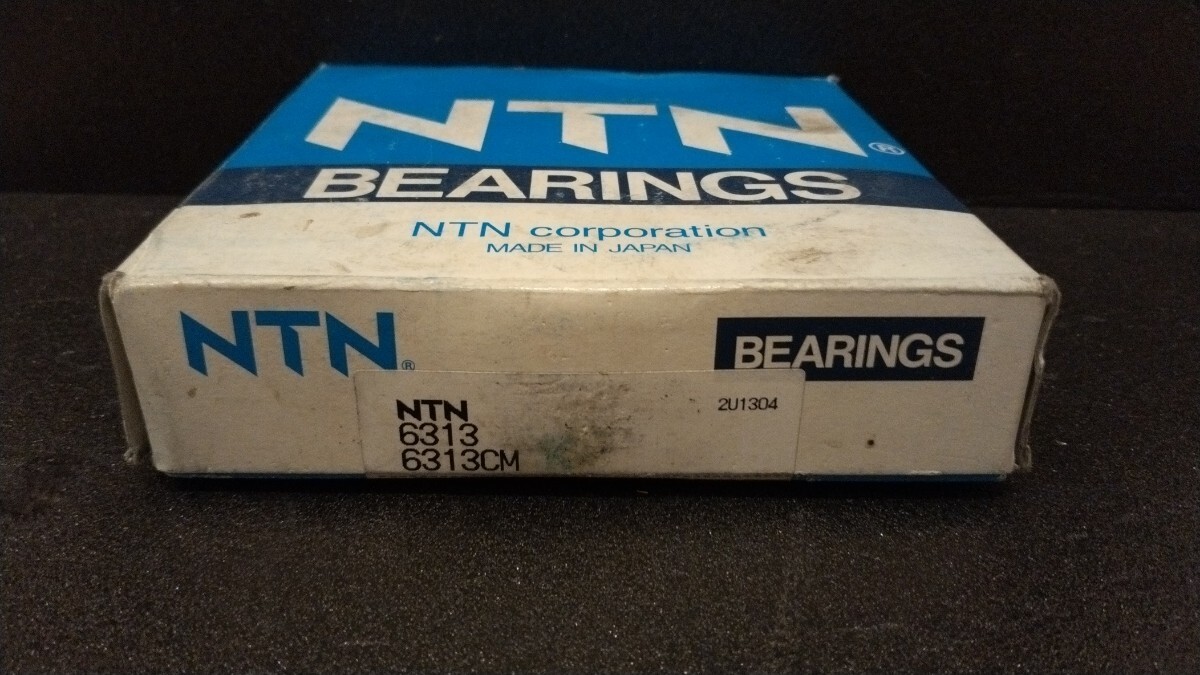 NTN®
BEARINGS
NTN corporation
MADE IN JAPAN
NTN®
BEARINGS
NTN 2U1304
6313
6313CM